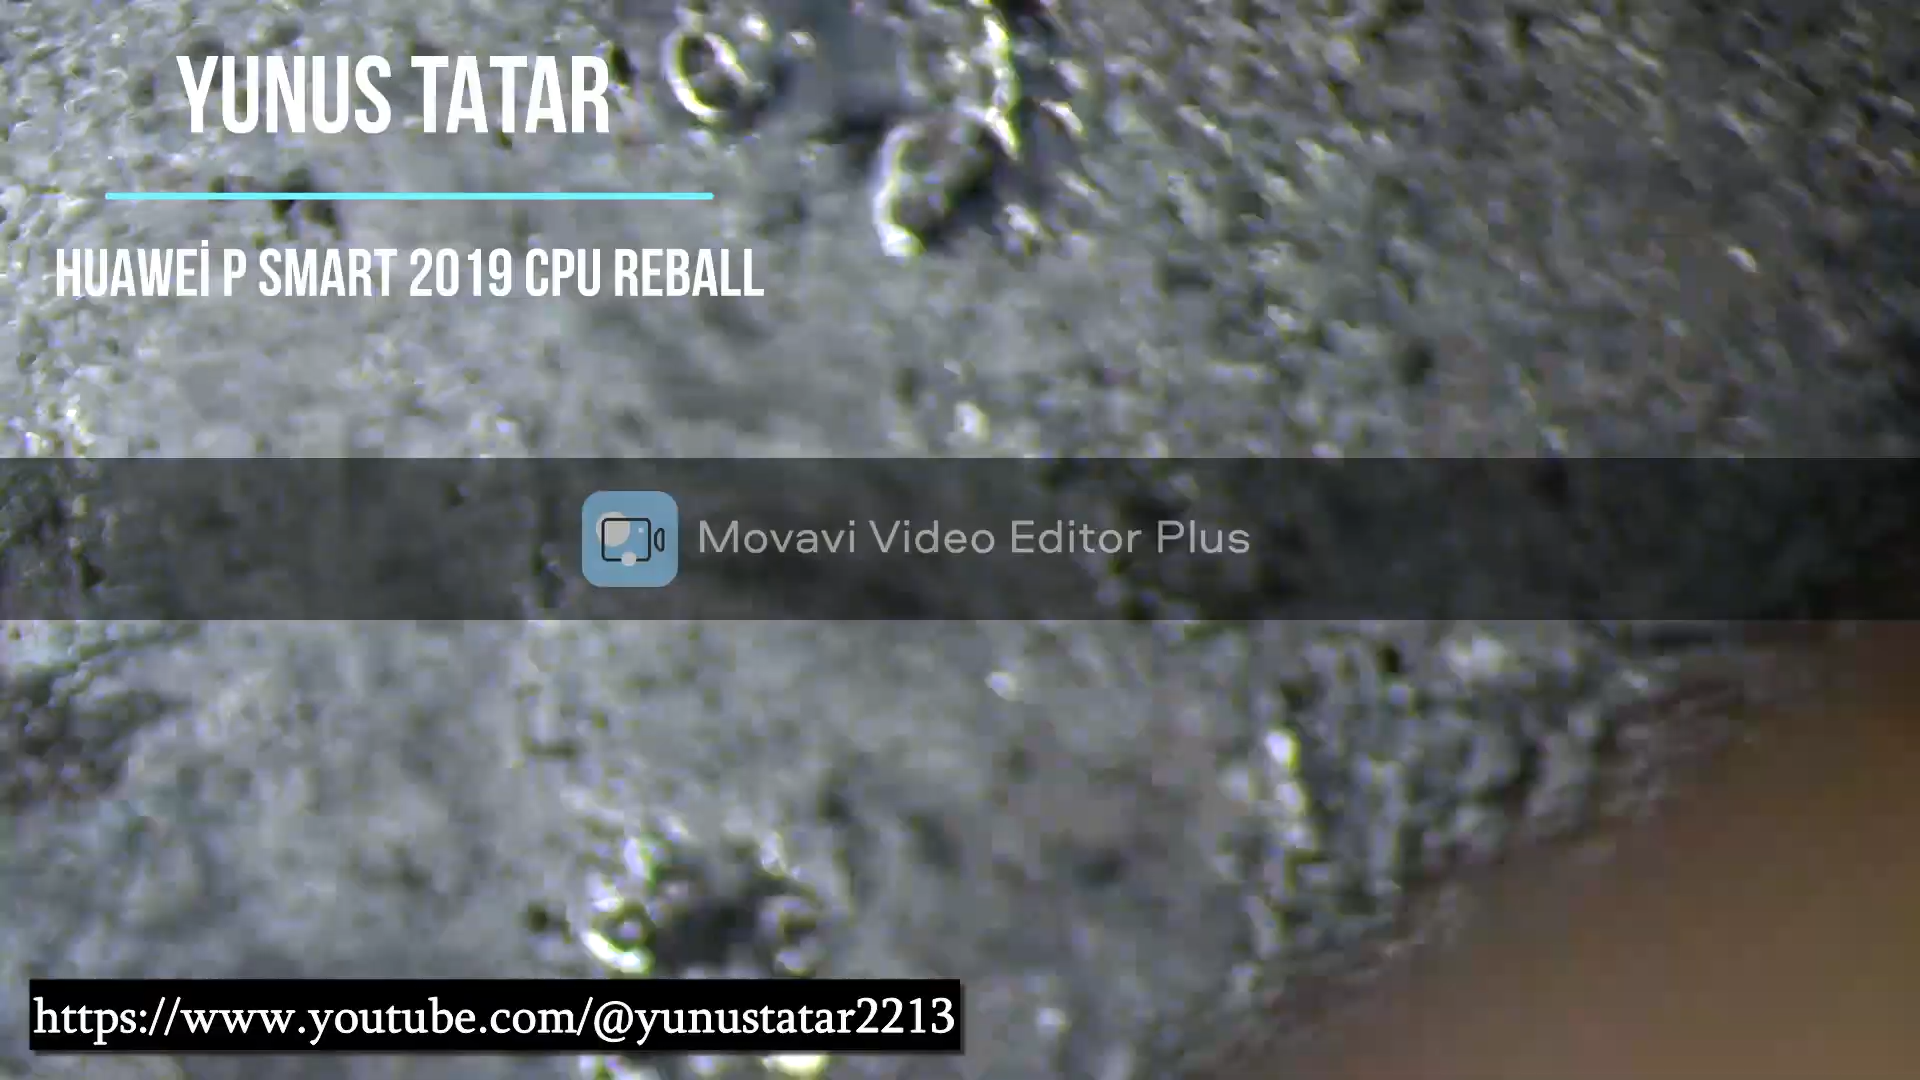 YUNUS TATAR
HUAWEİ P SMART 2019 CPU REBALL
Movavi Video Editor Plus
https://www.youtube.com/@yunustatar2213